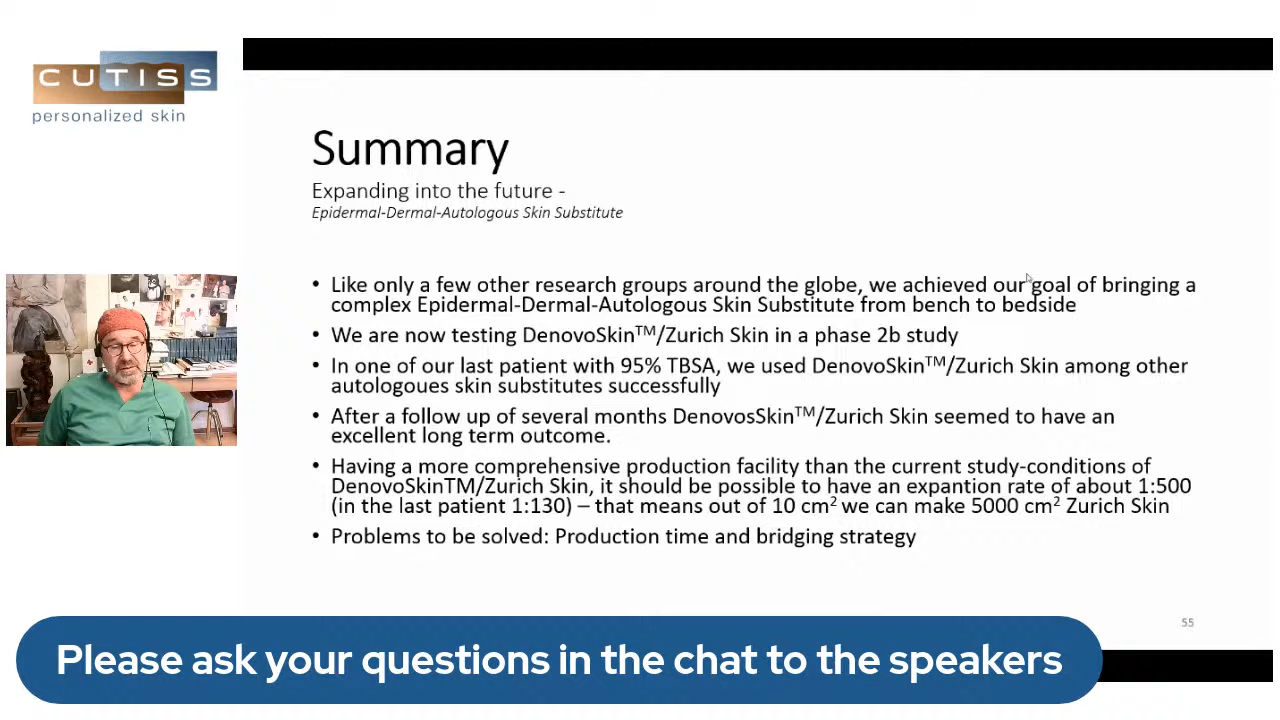 CUTISS
personalized skin
Summary
Expanding into the future -
Epidermal-Dermal-Autologous Skin Substitute
• Like only a few other research groups around the globe, we achieved our goal of bringing a
complex Epidermal-Dermal-Autologous Skin Substitute from bench to bedside
• We are now testing DenovoSkinTM/Zurich Skin in a phase 2b study
• In one of our last patient with 95% TBSA, we used DenovoSkinTM/Zurich Skin among other
autologoues skin substitutes successfully
• After a follow up of several months DenovosSkinTM/Zurich Skin seemed to have an
excellent long term outcome.
• Having a more comprehensive production facility than the current study-conditions of
DenovoSkinTM/Zurich Skin, it should be possible to have an expantion rate of about 1:500
(in the last patient 1:130) – that means out of 10 cm2 we can make 5000 cm2 Zurich Skin
• Problems to be solved: Production time and bridging strategy
55
Please ask your questions in the chat to the speakers